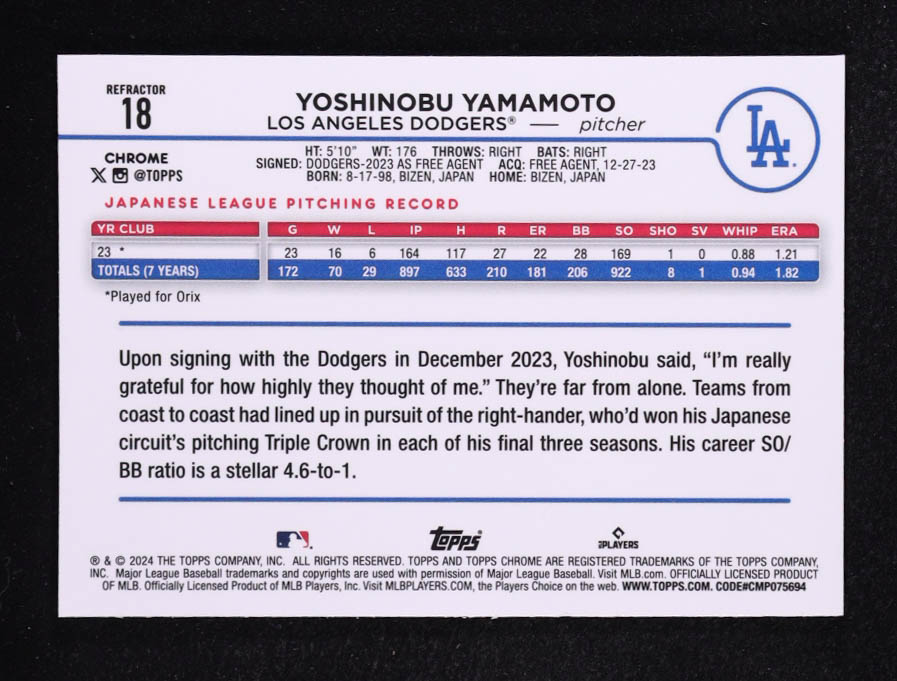 REFRACTOR
18
YOSHINOBU YAMAMOTO
LOS ANGELES DODGERS® — pitcher
LA
CHROME
X @TOPPS
HT: 5'10" WT: 176 THROWS: RIGHT BATS: RIGHT
SIGNED: DODGERS-2023 AS FREE AGENT ACQ: FREE AGENT, 12-27-23
BORN: 8-17-98, BIZEN, JAPAN HOME: BIZEN, JAPAN
JAPANESE LEAGUE PITCHING RECORD
YR CLUB G W L IP H R ER BB SO SHO SV WHIP ERA
23 * 23 16 6 164 117 27 22 28 169 1 0 0.88 1.21
TOTALS (7 YEARS) 172 70 29 897 633 210 181 206 922 8 1 0.94 1.82
*Played for Orix
Upon signing with the Dodgers in December 2023, Yoshinobu said, “I’m really
grateful for how highly they thought of me.” They’re far from alone. Teams from
coast to coast had lined up in pursuit of the right-hander, who’d won his Japanese
circuit’s pitching Triple Crown in each of his final three seasons. His career SO/
BB ratio is a stellar 4.6-to-1.
Topps®
PLAYERS
® & © 2024 THE TOPPS COMPANY, INC. ALL RIGHTS RESERVED. TOPPS AND TOPPS CHROME ARE REGISTERED TRADEMARKS OF THE TOPPS COMPANY,
INC. Major League Baseball trademarks and copyrights are used with permission of Major League Baseball. Visit MLB.com. OFFICIALLY LICENSED PRODUCT
OF MLB. Officially Licensed Product of MLB Players, Inc. Visit MLBPLAYERS.COM, the Players Choice on the web. WWW.TOPPS.COM. CODE#CMP075694